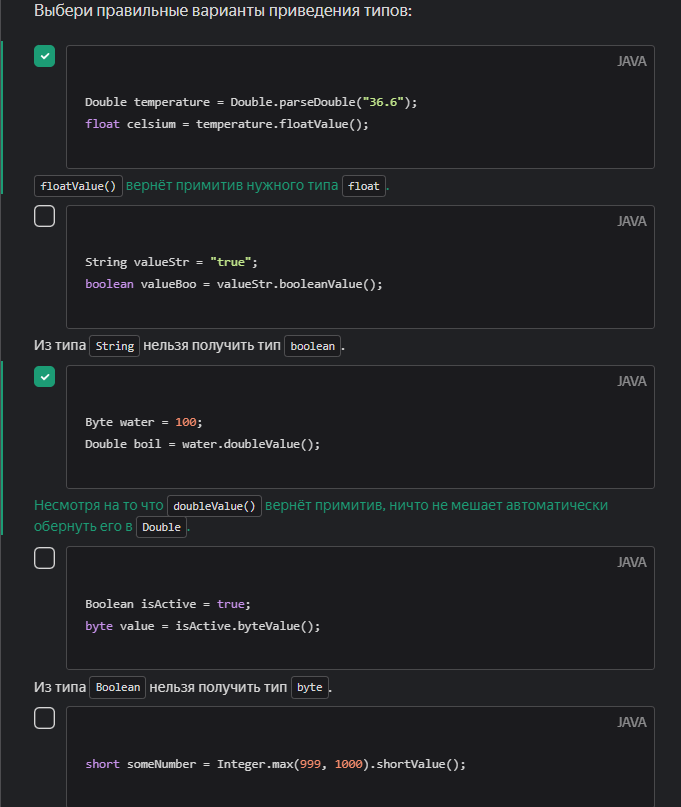 Выбери правильные варианты приведения типов:
JAVA
Double temperature = Double.parseDouble("36.6");
float celsium = temperature.floatValue();
floatValue() вернёт примитив нужного типа float.
JAVA
String valueStr = "true";
boolean valueBoo = valueStr.booleanValue();
Из типа String нельзя получить тип boolean.
JAVA
Byte water = 100;
Double boil = water.doubleValue();
Несмотря на то что doubleValue() вернёт примитив, ничто не мешает автоматически
обернуть его в Double.
JAVA
Boolean isActive = true;
byte value = isActive.byteValue();
Из типа Boolean нельзя получить тип byte.
JAVA
short someNumber = Integer.max(999, 1000).shortValue();